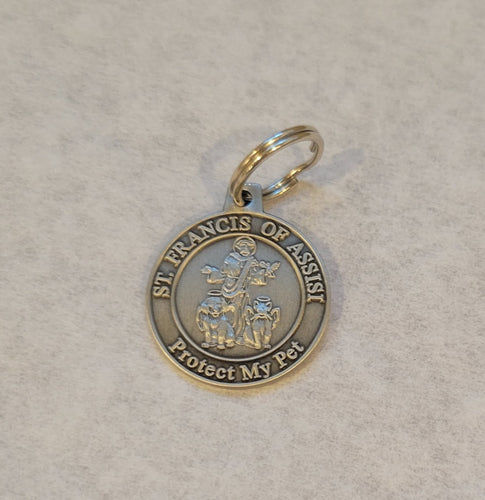 ST. FRANCIS OF ASSISI
Protect My Pet